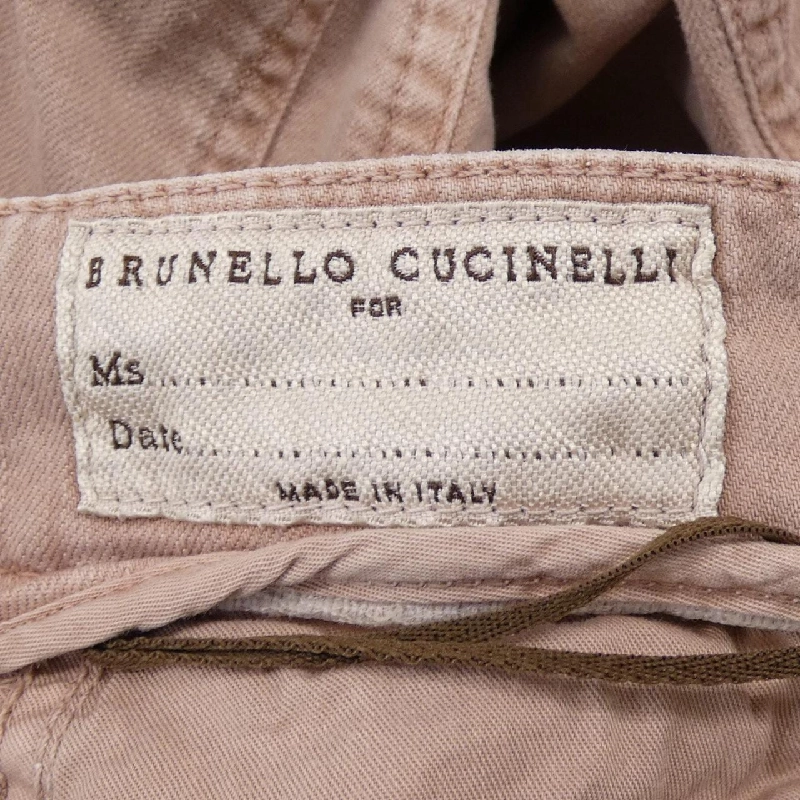 BRUNELLO CUCINELLI
FOR
Ms
Date
MADE IN ITALY